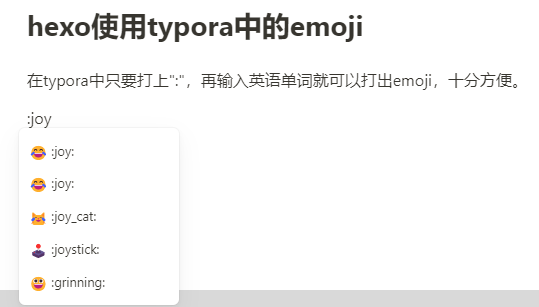 hexo使用typora中的emoji
在typora中只要打上":"，再输入英语单词就可以打出emoji，十分方便。
:joy
😂 :joy:
😂 :joy:
😹 :joy_cat:
🕹️ :joystick:
😀 :grinning: